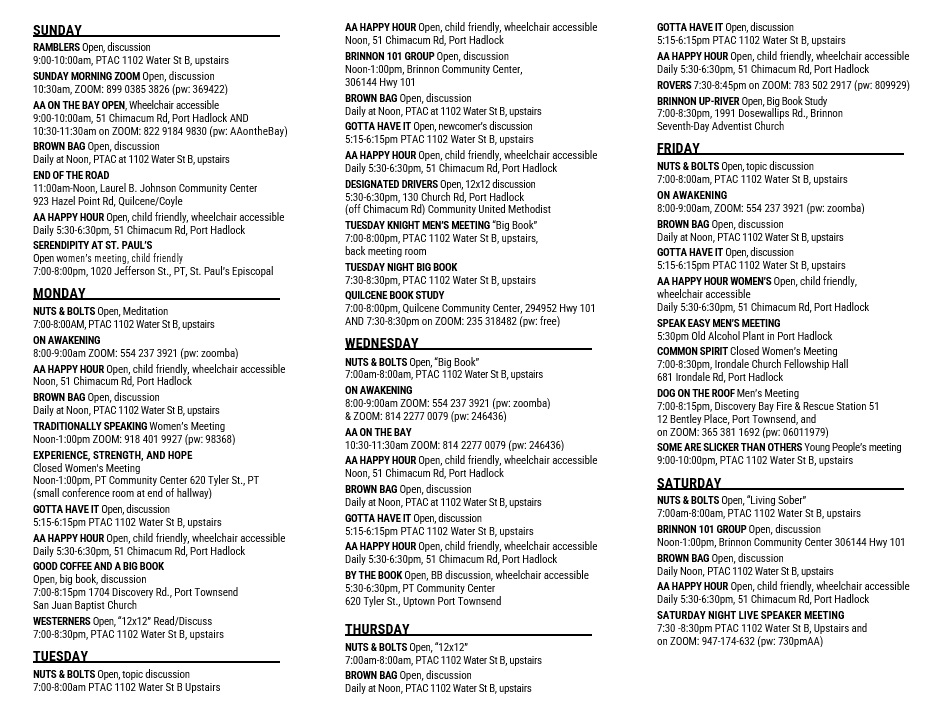 SUNDAY
RAMBLERS Open, discussion
9:00-10:00am, PTAC 1102 Water St B, upstairs
SUNDAY MORNING ZOOM Open, discussion
10:30am, ZOOM: 899 0385 3826 (pw: 369422)
AA ON THE BAY OPEN, Wheelchair accessible
9:00-10:00am, 51 Chimacum Rd, Port Hadlock AND
10:30-11:30am on ZOOM: 822 9184 9830 (pw: AAontheBay)
BROWN BAG Open, discussion
Daily at Noon, PTAC at 1102 Water St B, upstairs
END OF THE ROAD
11:00am-Noon, Laurel B. Johnson Community Center
923 Hazel Point Rd, Quilcene/Coyle
AA HAPPY HOUR Open, child friendly, wheelchair accessible
Daily 5:30-6:30pm, 51 Chimacum Rd, Port Hadlock
SERENDIPITY AT ST. PAUL'S
Open women's meeting, child friendly
7:00-8:00pm, 1020 Jefferson St., PT, St. Paul's Episcopal
MONDAY
NUTS & BOLTS Open, Meditation
7:00-8:00AM, PTAC 1102 Water St B, upstairs
ON AWAKENING
8:00-9:00am ZOOM: 554 237 3921 (pw: zoomba)
AA HAPPY HOUR Open, child friendly, wheelchair accessible
Noon, 51 Chimacum Rd, Port Hadlock
BROWN BAG Open, discussion
Daily at Noon, PTAC 1102 Water St B, upstairs
TRADITIONALLY SPEAKING Women's Meeting
Noon-1:00pm ZOOM: 918 401 9927 (pw: 98368)
EXPERIENCE, STRENGTH, AND HOPE
Closed Women's Meeting
Noon-1:00pm, PT Community Center 620 Tyler St., PT
(small conference room at end of hallway)
GOTTA HAVE IT Open, discussion
5:15-6:15pm PTAC 1102 Water St B, upstairs
AA HAPPY HOUR Open, child friendly, wheelchair accessible
Daily 5:30-6:30pm, 51 Chimacum Rd, Port Hadlock
GOOD COFFEE AND A BIG BOOK
Open, big book, discussion
7:00-8:15pm 1704 Discovery Rd., Port Townsend
San Juan Baptist Church
WESTERNERS Open, "12x12" Read/Discuss
7:00-8:30pm, PTAC 1102 Water St B, upstairs
TUESDAY
NUTS & BOLTS Open, topic discussion
7:00-8:00am PTAC 1102 Water St B Upstairs
AA HAPPY HOUR Open, child friendly, wheelchair accessible
Noon, 51 Chimacum Rd, Port Hadlock
BRINNON 101 GROUP Open, discussion
Noon-1:00pm, Brinnon Community Center,
306144 Hwy 101
BROWN BAG Open, discussion
Daily at Noon, PTAC at 1102 Water St B, upstairs
GOTTA HAVE IT Open, newcomer's discussion
5:15-6:15pm PTAC 1102 Water St B, upstairs
AA HAPPY HOUR Open, child friendly, wheelchair accessible
Daily 5:30-6:30pm, 51 Chimacum Rd, Port Hadlock
DESIGNATED DRIVERS Open, 12x12 discussion
5:30-6:30pm, 130 Church Rd, Port Hadlock
(off Chimacum Rd) Community United Methodist
TUESDAY KNIGHT MEN'S MEETING "Big Book"
7:00-8:00pm, PTAC 1102 Water St B, upstairs,
back meeting room
TUESDAY NIGHT BIG BOOK
7:30-8:30pm, PTAC 1102 Water St B, upstairs
QUILCENE BOOK STUDY
7:00-8:00pm, Quilcene Community Center, 294952 Hwy 101
AND 7:30-8:30pm on ZOOM: 235 318482 (pw: free)
WEDNESDAY
NUTS & BOLTS Open, "Big Book"
7:00am-8:00am, PTAC 1102 Water St B, upstairs
ON AWAKENING
8:00-9:00am ZOOM: 554 237 3921 (pw: zoomba)
& ZOOM: 814 2277 0079 (pw: 246436)
AA ON THE BAY
10:30-11:30am ZOOM: 814 2277 0079 (pw: 246436)
AA HAPPY HOUR Open, child friendly, wheelchair accessible
Noon, 51 Chimacum Rd, Port Hadlock
BROWN BAG Open, discussion
Daily at Noon, PTAC at 1102 Water St B, upstairs
GOTTA HAVE IT Open, discussion
5:15-6:15pm PTAC 1102 Water St B, upstairs
AA HAPPY HOUR Open, child friendly, wheelchair accessible
Daily 5:30-6:30pm, 51 Chimacum Rd, Port Hadlock
BY THE BOOK Open, BB discussion, wheelchair accessible
5:30-6:30pm, PT Community Center
620 Tyler St., Uptown Port Townsend
THURSDAY
NUTS & BOLTS Open, "12x12"
7:00am-8:00am, PTAC 1102 Water St B, upstairs
BROWN BAG Open, discussion
Daily at Noon, PTAC 1102 Water St B, upstairs
GOTTA HAVE IT Open, discussion
5:15-6:15pm PTAC 1102 Water St B, upstairs
AA HAPPY HOUR Open, child friendly, wheelchair accessible
Daily 5:30-6:30pm, 51 Chimacum Rd, Port Hadlock
ROVERS 7:30-8:45pm on ZOOM: 783 502 2917 (pw: 809929)
BRINNON UP-RIVER Open, Big Book Study
7:00-8:30pm, 1991 Dosewallips Rd., Brinnon
Seventh-Day Adventist Church
FRIDAY
NUTS & BOLTS Open, topic discussion
7:00-8:00am, PTAC 1102 Water St B, upstairs
ON AWAKENING
8:00-9:00am, ZOOM: 554 237 3921 (pw: zoomba)
BROWN BAG Open, discussion
Daily at Noon, PTAC 1102 Water St B, upstairs
GOTTA HAVE IT Open, discussion
5:15-6:15pm PTAC 1102 Water St B, upstairs
AA HAPPY HOUR WOMEN'S Open, child friendly,
wheelchair accessible
Daily 5:30-6:30pm, 51 Chimacum Rd, Port Hadlock
SPEAK EASY MEN'S MEETING
5:30pm Old Alcohol Plant in Port Hadlock
COMMON SPIRIT Closed Women's Meeting
7:00-8:30pm, Irondale Church Fellowship Hall
681 Irondale Rd, Port Hadlock
DOG ON THE ROOF Men's Meeting
7:00-8:15pm, Discovery Bay Fire & Rescue Station 51
12 Bentley Place, Port Townsend, and
on ZOOM: 365 381 1692 (pw: 06011979)
SOME ARE SLICKER THAN OTHERS Young People's meeting
9:00-10:00pm, PTAC 1102 Water St B, upstairs
SATURDAY
NUTS & BOLTS Open, "Living Sober"
7:00am-8:00am, PTAC 1102 Water St B, upstairs
BRINNON 101 GROUP Open, discussion
Noon-1:00pm, Brinnon Community Center 306144 Hwy 101
BROWN BAG Open, discussion
Daily Noon, PTAC 1102 Water St B, upstairs
AA HAPPY HOUR Open, child friendly, wheelchair accessible
Daily 5:30-6:30pm, 51 Chimacum Rd, Port Hadlock
SATURDAY NIGHT LIVE SPEAKER MEETING
7:30 -8:30pm PTAC 1102 Water St B, Upstairs and
on ZOOM: 947-174-632 (pw: 730pmAA)